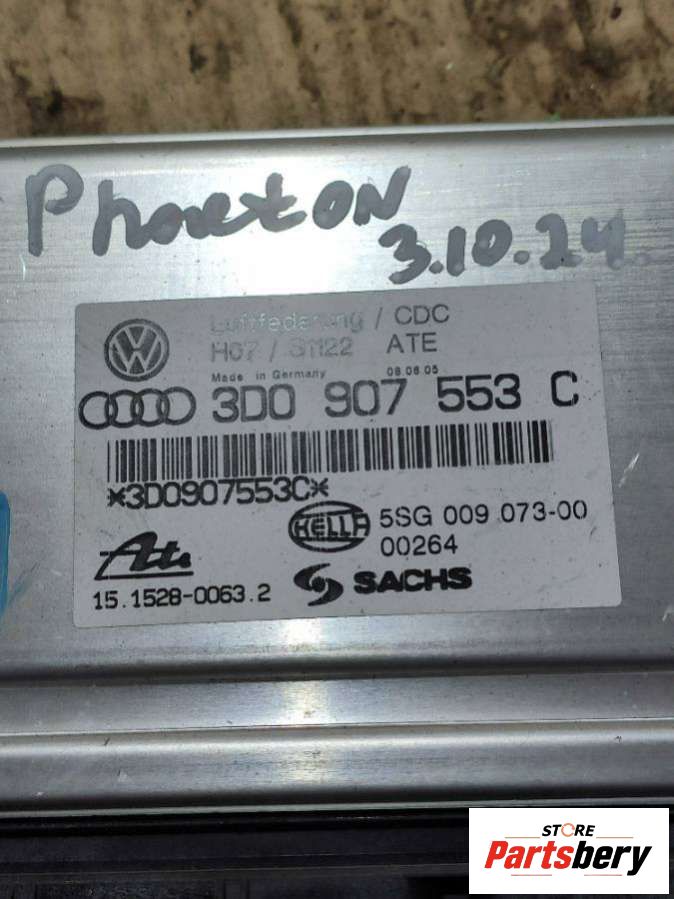 Phaeton
3.10.24.
Luftfederung / CDC
H07 / S1122 ATE
Made in Germany 08.06.05
3D0 907 553 C
*3D0907553C*
HELLA 5SG 009 073-00
00264
Ate
15.1528-0063.2 SACHS
STORE
Partsbery